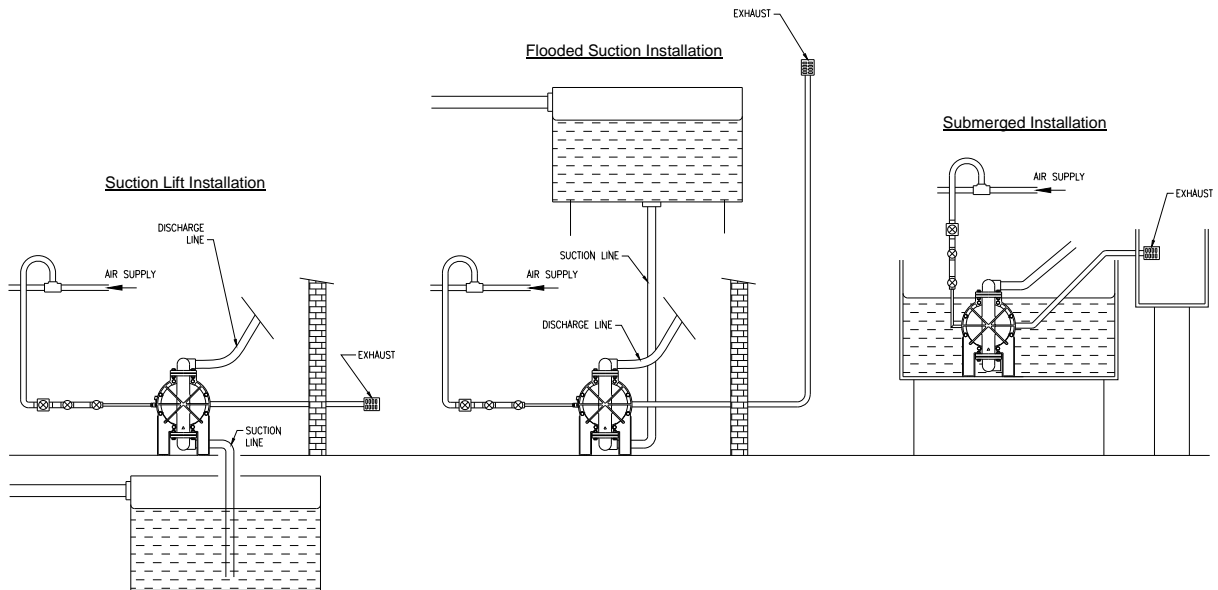 Suction Lift Installation
DISCHARGE
LINE
AIR SUPPLY
EXHAUST
SUCTION
LINE
Flooded Suction Installation
EXHAUST
SUCTION LINE
AIR SUPPLY
DISCHARGE LINE
Submerged Installation
AIR SUPPLY
EXHAUST